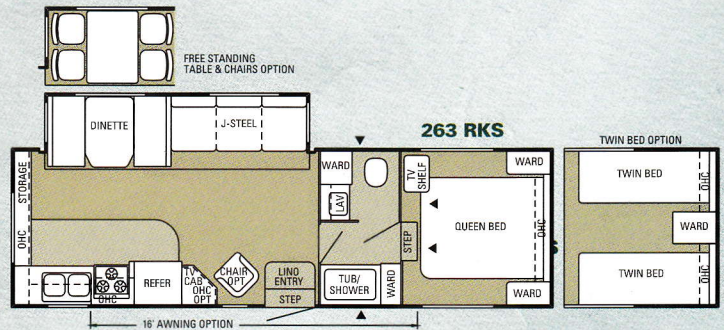 FREE STANDING
TABLE & CHAIRS OPTION
DINETTE
J-STEEL
263 RKS
TWIN BED OPTION
STORAGE
OHC
WARD
LAV
TV
SHELF
WARD
QUEEN BED
OHC
STEP
WARD
TWIN BED
OHC
WARD
TWIN BED
OHC
OHC
REFER
TV
CAB
OHC
OPT
CHAIR
OPT
LINO
ENTRY
STEP
TUB/
SHOWER
WARD
16' AWNING OPTION